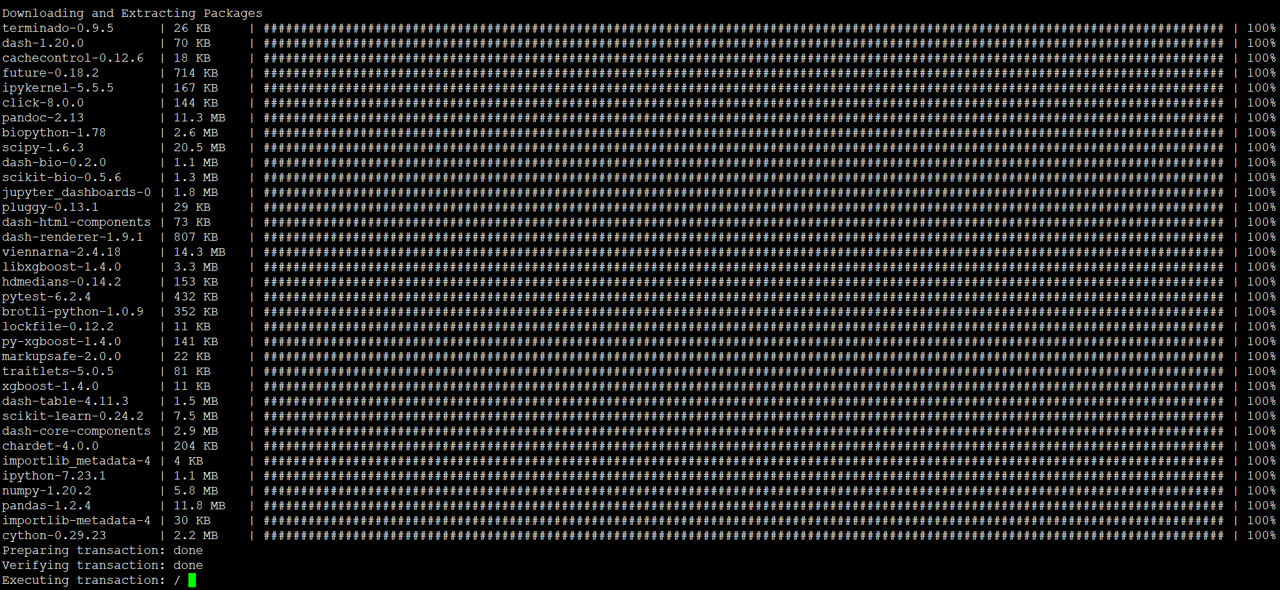 Downloading and Extracting Packages
terminado-0.9.5      | 26 KB     | ################################################################################################################################## | 100%
dash-1.20.0          | 70 KB     | ################################################################################################################################## | 100%
cachecontrol-0.12.6  | 18 KB     | ################################################################################################################################## | 100%
future-0.18.2        | 714 KB    | ################################################################################################################################## | 100%
ipykernel-5.5.5      | 167 KB    | ################################################################################################################################## | 100%
click-8.0.0          | 144 KB    | ################################################################################################################################## | 100%
pandoc-2.13          | 11.3 MB   | ################################################################################################################################## | 100%
biopython-1.78       | 2.6 MB    | ################################################################################################################################## | 100%
scipy-1.6.3          | 20.5 MB   | ################################################################################################################################## | 100%
dash-bio-0.2.0       | 1.1 MB    | ################################################################################################################################## | 100%
scikit-bio-0.5.6     | 1.3 MB    | ################################################################################################################################## | 100%
jupyter_dashboards-0 | 1.8 MB    | ################################################################################################################################## | 100%
pluggy-0.13.1        | 29 KB     | ################################################################################################################################## | 100%
dash-html-components | 73 KB     | ################################################################################################################################## | 100%
dash-renderer-1.9.1  | 807 KB    | ################################################################################################################################## | 100%
viennarna-2.4.18     | 14.3 MB   | ################################################################################################################################## | 100%
libxgboost-1.4.0     | 3.3 MB    | ################################################################################################################################## | 100%
hdmedians-0.14.2     | 153 KB    | ################################################################################################################################## | 100%
pytest-6.2.4         | 432 KB    | ################################################################################################################################## | 100%
brotli-python-1.0.9  | 352 KB    | ################################################################################################################################## | 100%
lockfile-0.12.2      | 11 KB     | ################################################################################################################################## | 100%
py-xgboost-1.4.0     | 141 KB    | ################################################################################################################################## | 100%
markupsafe-2.0.0     | 22 KB     | ################################################################################################################################## | 100%
traitlets-5.0.5      | 81 KB     | ################################################################################################################################## | 100%
xgboost-1.4.0        | 11 KB     | ################################################################################################################################## | 100%
dash-table-4.11.3    | 1.5 MB    | ################################################################################################################################## | 100%
scikit-learn-0.24.2  | 7.5 MB    | ################################################################################################################################## | 100%
dash-core-components | 2.9 MB    | ################################################################################################################################## | 100%
chardet-4.0.0        | 204 KB    | ################################################################################################################################## | 100%
importlib_metadata-4 | 4 KB      | ################################################################################################################################## | 100%
ipython-7.23.1       | 1.1 MB    | ################################################################################################################################## | 100%
numpy-1.20.2         | 5.8 MB    | ################################################################################################################################## | 100%
pandas-1.2.4         | 11.8 MB   | ################################################################################################################################## | 100%
importlib-metadata-4 | 30 KB     | ################################################################################################################################## | 100%
cython-0.29.23       | 2.2 MB    | ################################################################################################################################## | 100%
Preparing transaction: done
Verifying transaction: done
Executing transaction: /